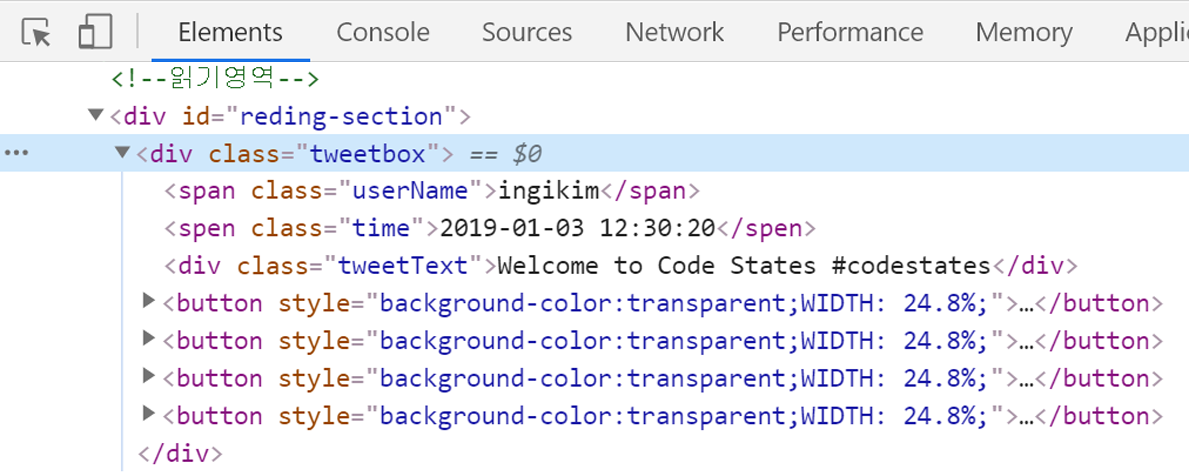 Elements Console Sources Network Performance Memory Appli
<!--읽기영역-->
▼<div id="reding-section">
••• ▼<div class="tweetbox"> == $0
<span class="userName">ingikim</span>
<spen class="time">2019-01-03 12:30:20</spen>
<div class="tweetText">Welcome to Code States #codestates</div>
▶<button style="background-color:transparent;WIDTH: 24.8%;">…</button>
▶<button style="background-color:transparent;WIDTH: 24.8%;">…</button>
▶<button style="background-color:transparent;WIDTH: 24.8%;">…</button>
▶<button style="background-color:transparent;WIDTH: 24.8%;">…</button>
</div>